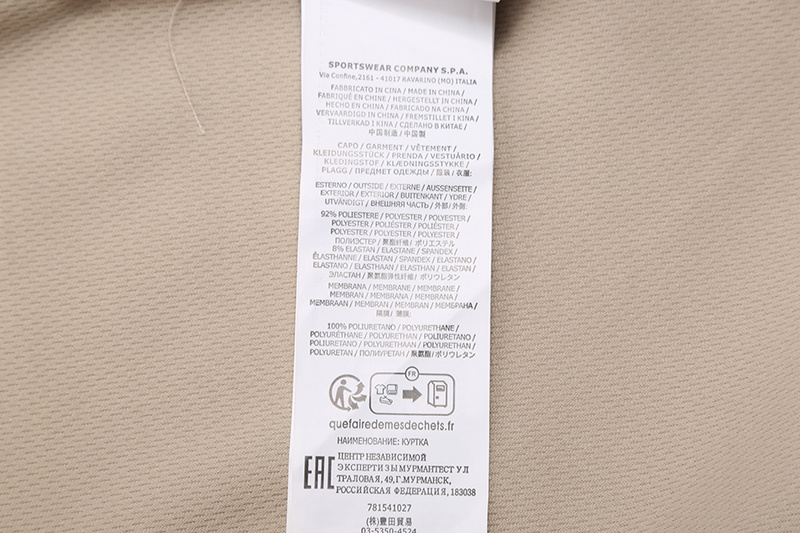 SPORTSWEAR COMPANY S.P.A.
Via Confine,2161 - 41017 RAVARINO (MO) ITALIA
FABBRICATO IN CINA / MADE IN CHINA /
FABRIQUÉ EN CHINE / HERGESTELLT IN CHINA /
HECHO EN CHINA / FABRICADO NA CHINA /
VERVAARDIGD IN CHINA / FREMSTILLET I KINA /
TILLVERKAD I KINA / СДЕЛАНО В КИТАЕ /
中国制造 / 中国製
CAPO / GARMENT / VÊTEMENT /
KLEIDUNGSSTÜCK / PRENDA / VESTUÁRIO /
KLEDINGSTOF / KLÆDNINGSSTYKKE /
PLAGG / ПРЕДМЕТ ОДЕЖДЫ / 服装 / 衣服:
ESTERNO / OUTSIDE / EXTERNE / AUSSENSEITE /
EXTERIOR / EXTERIOR / BUITENKANT / YDRE /
UTVÄNDIGT / ВНЕШНЯЯ ЧАСТЬ / 外部 / 外側:
92% POLIESTERE / POLYESTER / POLYESTER /
POLYESTER / POLIÉSTER / POLIÉSTER /
POLYESTER / POLYESTER / POLYESTER /
ПОЛИЭСТЕР / 聚酯纤维 / ポリエステル
8% ELASTAN / ELASTANE / SPANDEX /
ÉLASTHANNE / ELASTAN / SPANDEX / ELASTANO /
ELASTANO / ELASTHAAN / ELASTHAN / ELASTAN /
ЭЛАСТАН / 聚氨酯纤维 / ポリウレタン
MEMBRANA / MEMBRANE / MEMBRANE /
MEMBRAN / MEMBRANA / MEMBRANA /
MEMBRAAN / MEMBRAN / MEMBRAN / МЕМБРАНА /
隔膜 / 薄膜:
100% POLIURETANO / POLYURETHANE /
POLYURÉTHANE / POLYURETHAN / POLIURETANO /
POLIURETANO / POLYURETHAAN / POLYURETHAN /
POLYURETAN / ПОЛИУРЕТАН / 聚氨酯 / ポリウレタン
FR
quefairedemesdechets.fr
НАИМЕНОВАНИЕ: КУРТКА
EAC
ЦЕНТР НЕЗАВИСИМОЙ
ЭКСПЕРТИЗЫ МУРМАНТЕСТ УЛ
ТРАЛОВАЯ, 49, Г.МУРМАНСК,
РОССИЙСКАЯ ФЕДЕРАЦИЯ, 183038
781541027
(株)豊田貿易
03-5350-4524